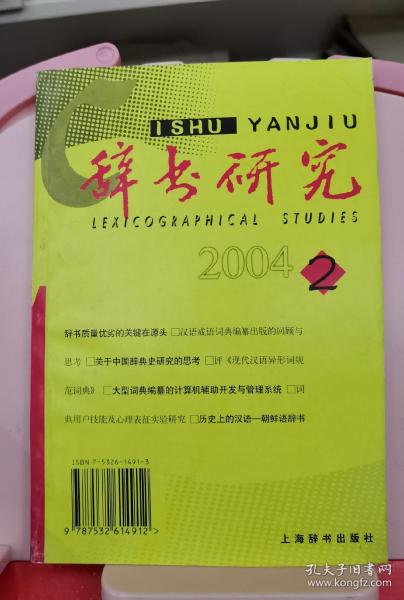 ISHU YANJIU
辞书研究
LEXICOGRAPHICAL STUDIES
2004 2
辞书质量优劣的关键在源头 □汉语成语词典编纂出版的回顾与
思考 □关于中国辞典史研究的思考 □评《现代汉语异形词规
范词典》 □大型词典编纂的计算机辅助开发与管理系统 □词
典用户技能及心理表征实验研究 □历史上的汉语—朝鲜语辞书
ISBN 7-5326-1491-3
9 787532 614912 >
上海辞书出版社
孔夫子旧书网
www.kongfz.com